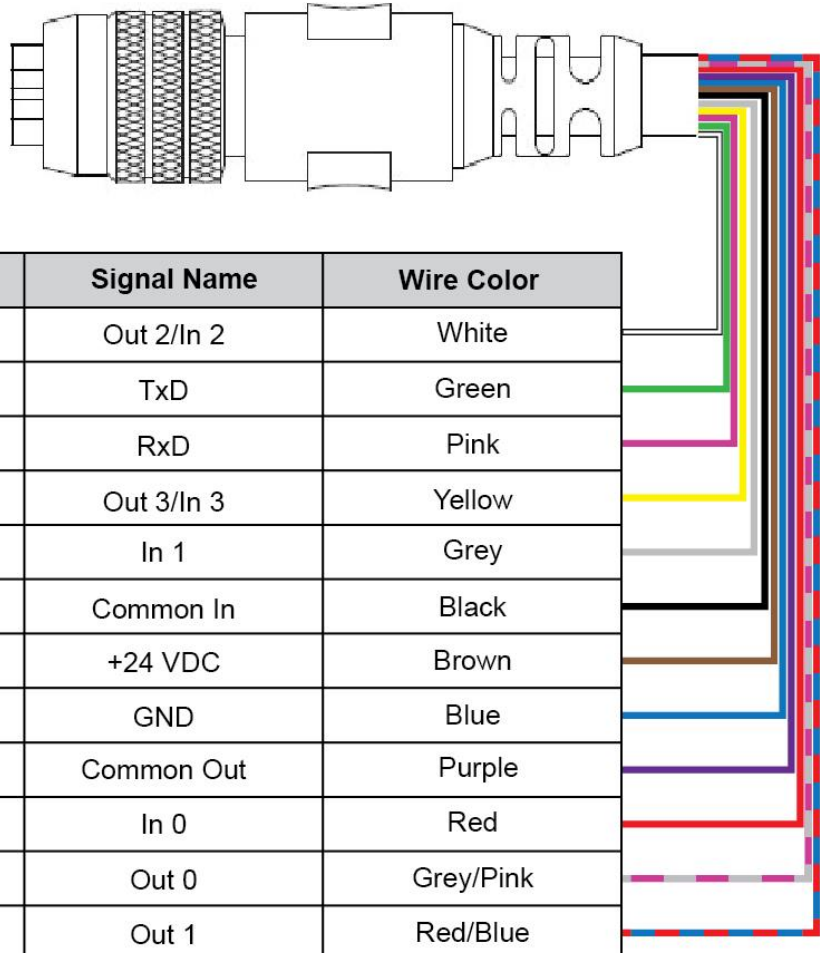 Signal Name Wire Color
Out 2/In 2 White
TxD Green
RxD Pink
Out 3/In 3 Yellow
In 1 Grey
Common In Black
+24 VDC Brown
GND Blue
Common Out Purple
In 0 Red
Out 0 Grey/Pink
Out 1 Red/Blue